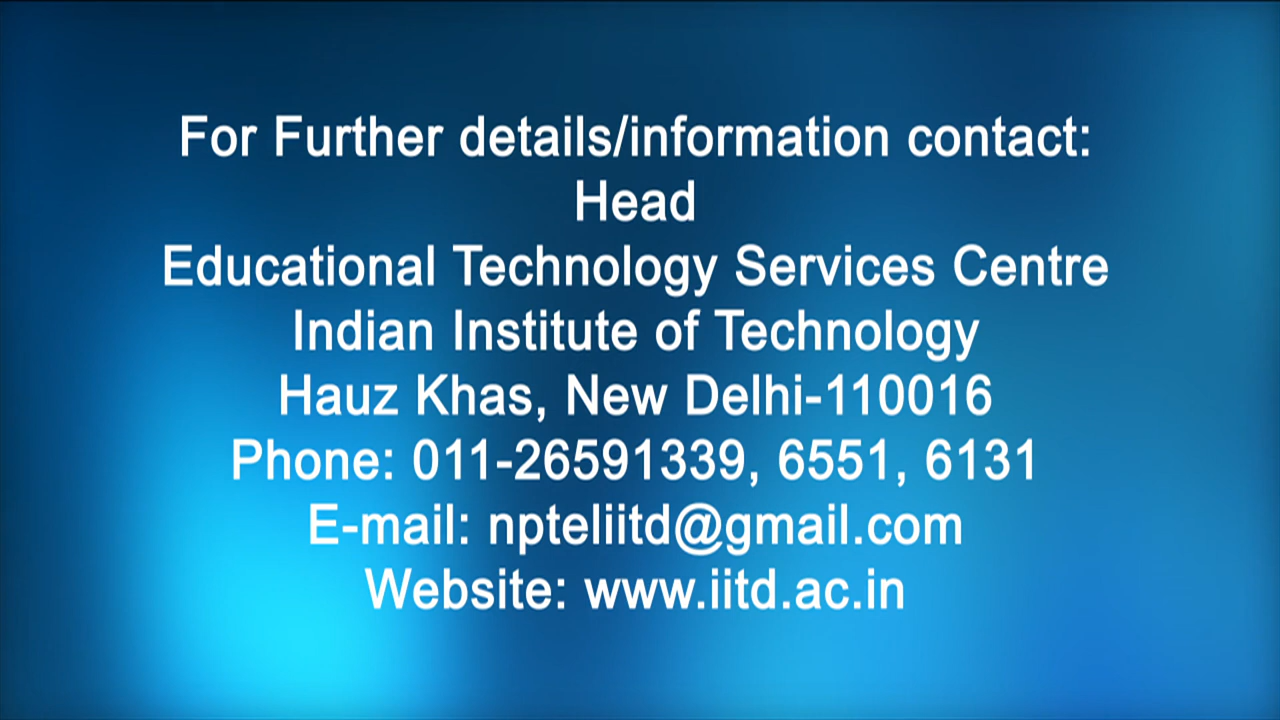 For Further details/information contact:
Head
Educational Technology Services Centre
Indian Institute of Technology
Hauz Khas, New Delhi-110016
Phone: 011-26591339, 6551, 6131
E-mail: npteliitd@gmail.com
Website: www.iitd.ac.in